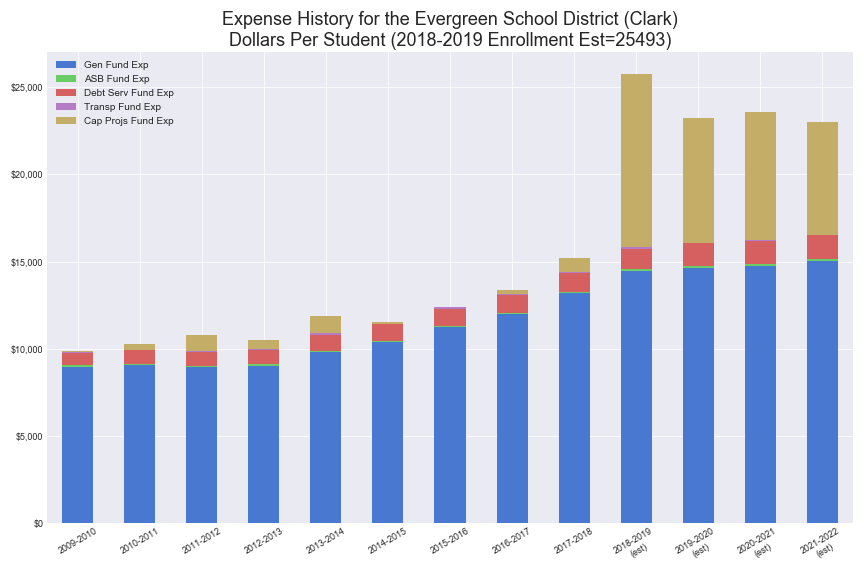 Expense History for the Evergreen School District (Clark)
Dollars Per Student (2018-2019 Enrollment Est=25493)
Gen Fund Exp
ASB Fund Exp
Debt Serv Fund Exp
Transp Fund Exp
Cap Projs Fund Exp
$25,000
$20,000
$15,000
$10,000
$5,000
$0
2009-2010
2010-2011
2011-2012
2012-2013
2013-2014
2014-2015
2015-2016
2016-2017
2017-2018
2018-2019
(est)
2019-2020
(est)
2020-2021
(est)
2021-2022
(est)